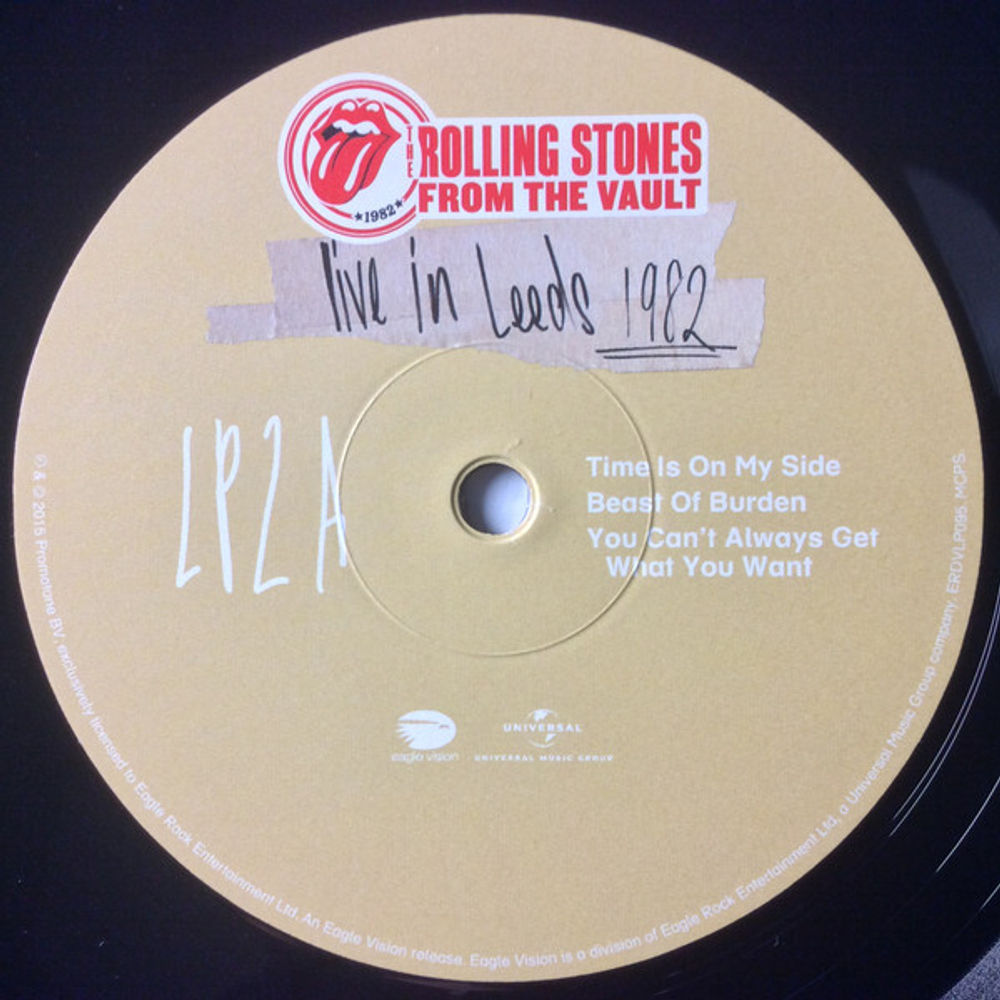 THE
ROLLING STONES
FROM THE VAULT
★1982★
live in Leeds 1982
LP2 A
Time Is On My Side
Beast Of Burden
You Can't Always Get
What You Want
eagle vision
UNIVERSAL
UNIVERSAL MUSIC GROUP
℗ & © 2015 Promotone BV, exclusively licensed to Eagle Rock Entertainment Ltd. An Eagle Vision release. Eagle Vision is a division of Eagle Rock Entertainment Ltd, a Universal Music Group company. ERDVLP095. MCPS.